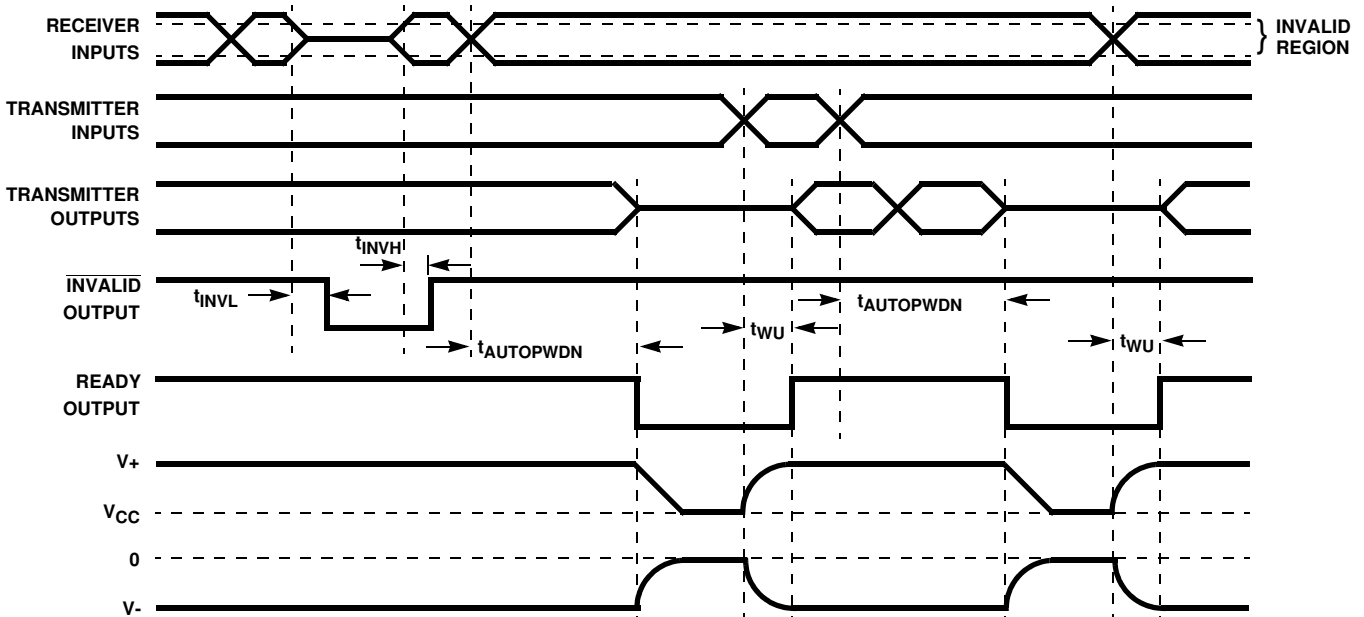 RECEIVER
INPUTS
} INVALID
REGION
TRANSMITTER
INPUTS
TRANSMITTER
OUTPUTS
tINVH
INVALID
OUTPUT
tINVL
tAUTOPWDN
tWU
tAUTOPWDN
tWU
READY
OUTPUT
V+
VCC
0
V-